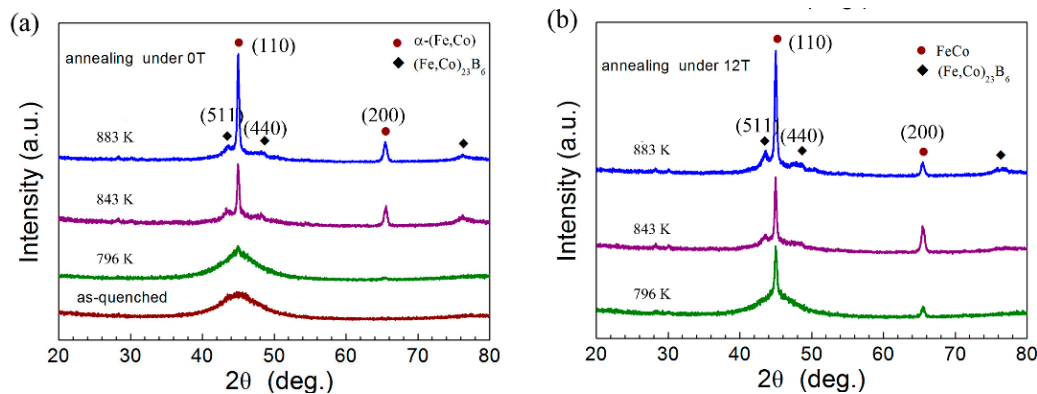 (a)
annealing under 0T
(110)
α-(Fe,Co)
(Fe,Co)23B6
(511)
(440)
(200)
883 K
843 K
796 K
as-quenched
Intensity (a.u.)
20 30 40 50 60 70 80
2θ (deg.)
(b)
annealing under 12T
(110)
FeCo
(Fe,Co)23B6
(511)
(440)
(200)
883 K
843 K
796 K
Intensity (a.u.)
20 30 40 50 60 70 80
2θ (deg.)